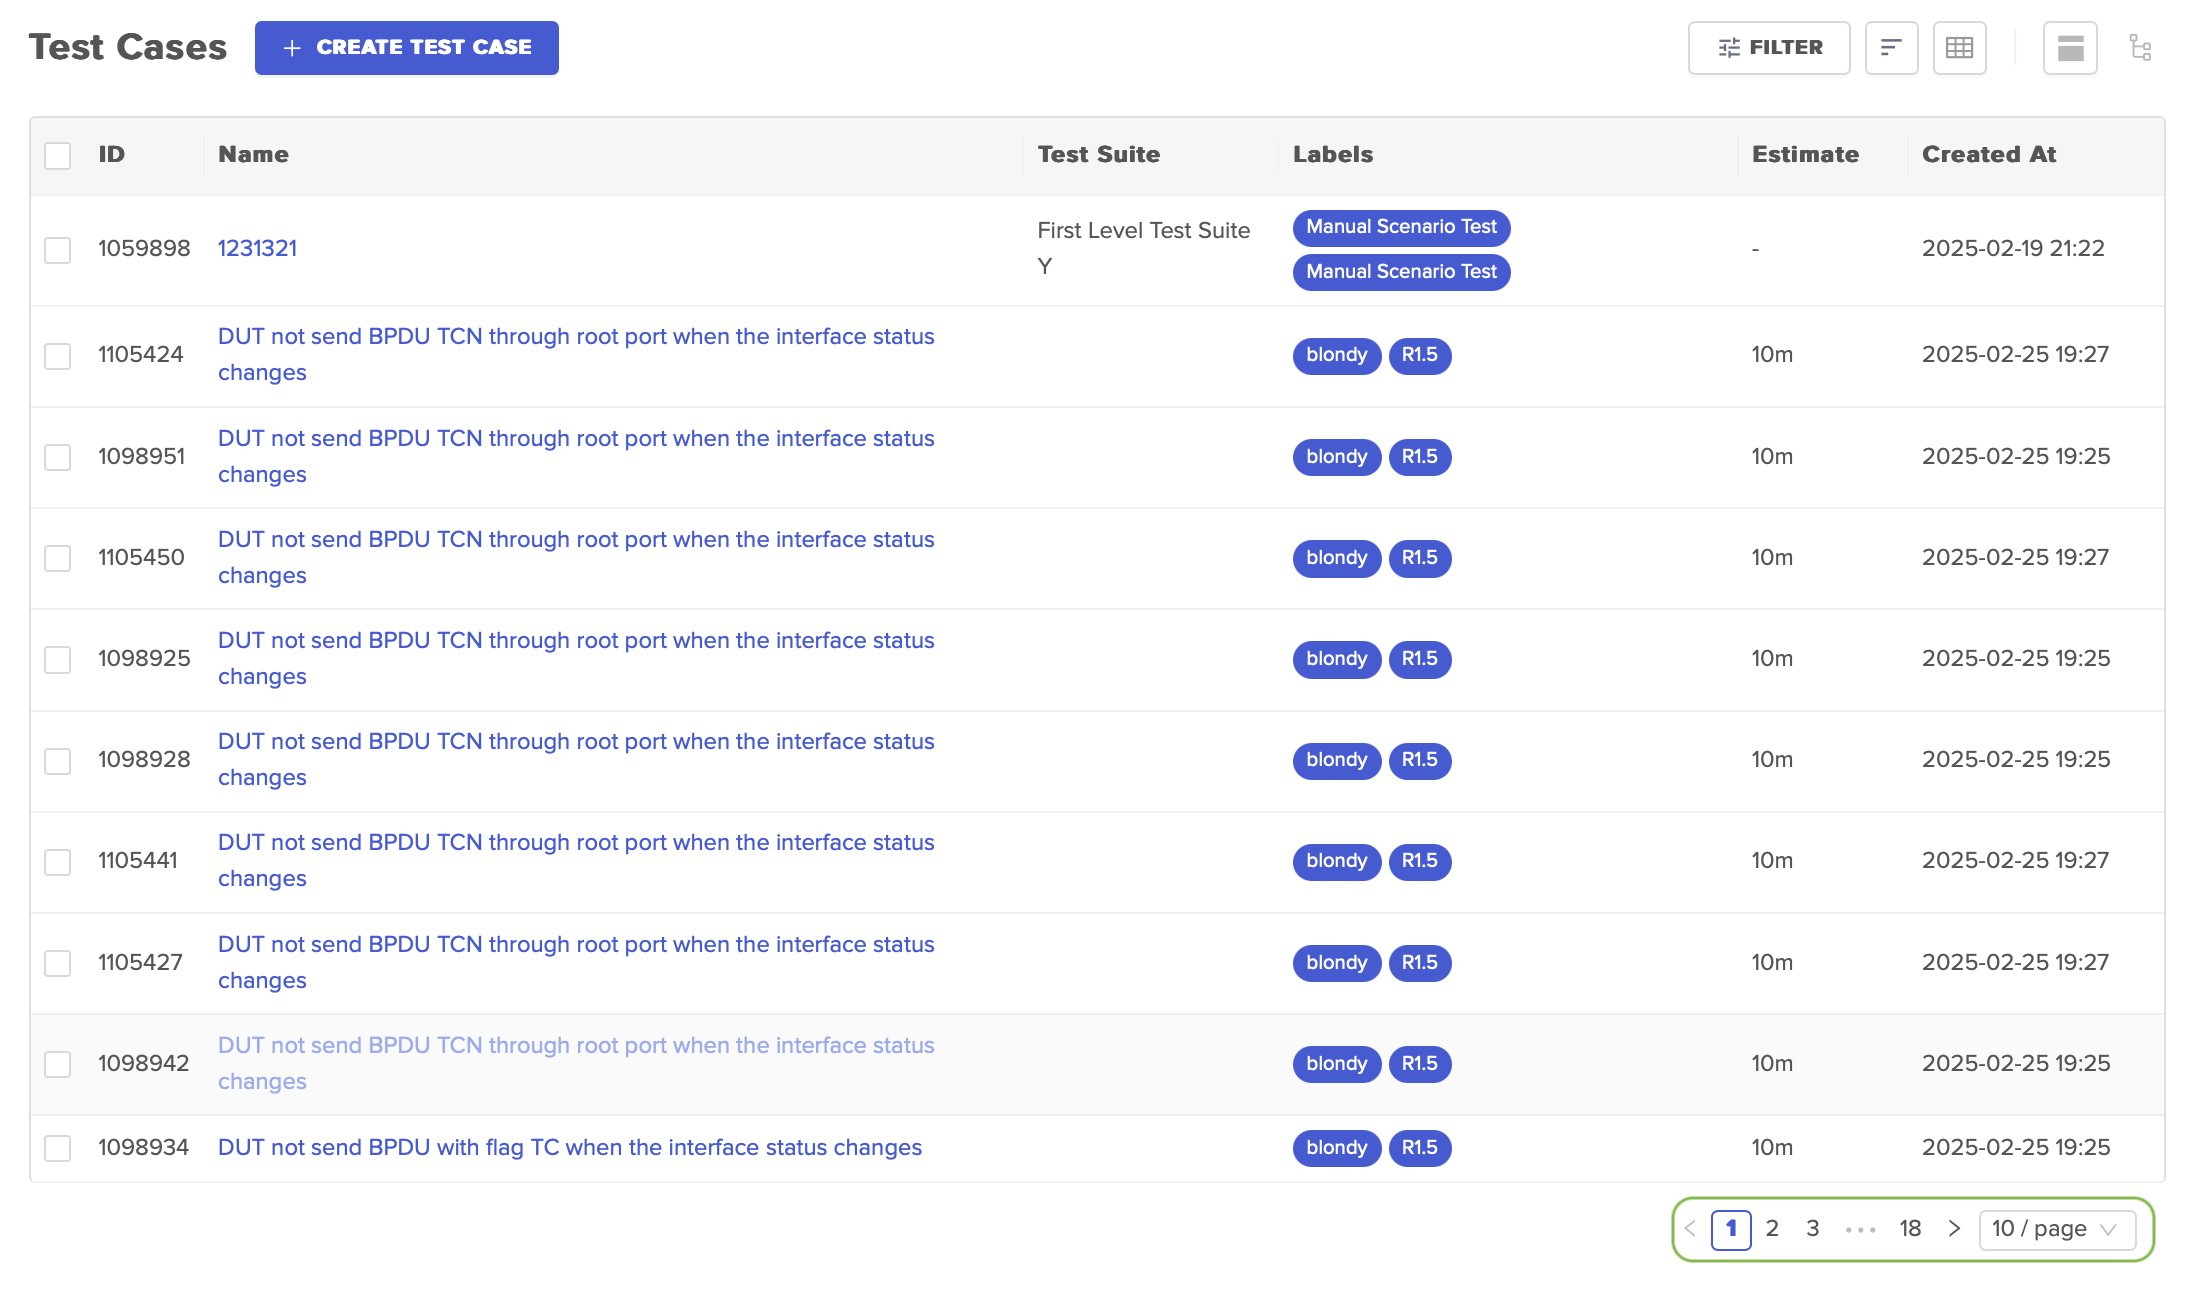 Test Cases
+ CREATE TEST CASE
FILTER
ID Name Test Suite Labels Estimate Created At
1059898 1231321 First Level Test Suite Y Manual Scenario Test Manual Scenario Test - 2025-02-19 21:22
1105424 DUT not send BPDU TCN through root port when the interface status changes blondy R1.5 10m 2025-02-25 19:27
1098951 DUT not send BPDU TCN through root port when the interface status changes blondy R1.5 10m 2025-02-25 19:25
1105450 DUT not send BPDU TCN through root port when the interface status changes blondy R1.5 10m 2025-02-25 19:27
1098925 DUT not send BPDU TCN through root port when the interface status changes blondy R1.5 10m 2025-02-25 19:25
1098928 DUT not send BPDU TCN through root port when the interface status changes blondy R1.5 10m 2025-02-25 19:25
1105441 DUT not send BPDU TCN through root port when the interface status changes blondy R1.5 10m 2025-02-25 19:27
1105427 DUT not send BPDU TCN through root port when the interface status changes blondy R1.5 10m 2025-02-25 19:27
1098942 DUT not send BPDU TCN through root port when the interface status changes blondy R1.5 10m 2025-02-25 19:25
1098934 DUT not send BPDU with flag TC when the interface status changes blondy R1.5 10m 2025-02-25 19:25
< 1 2 3 ••• 18 > 10 / page